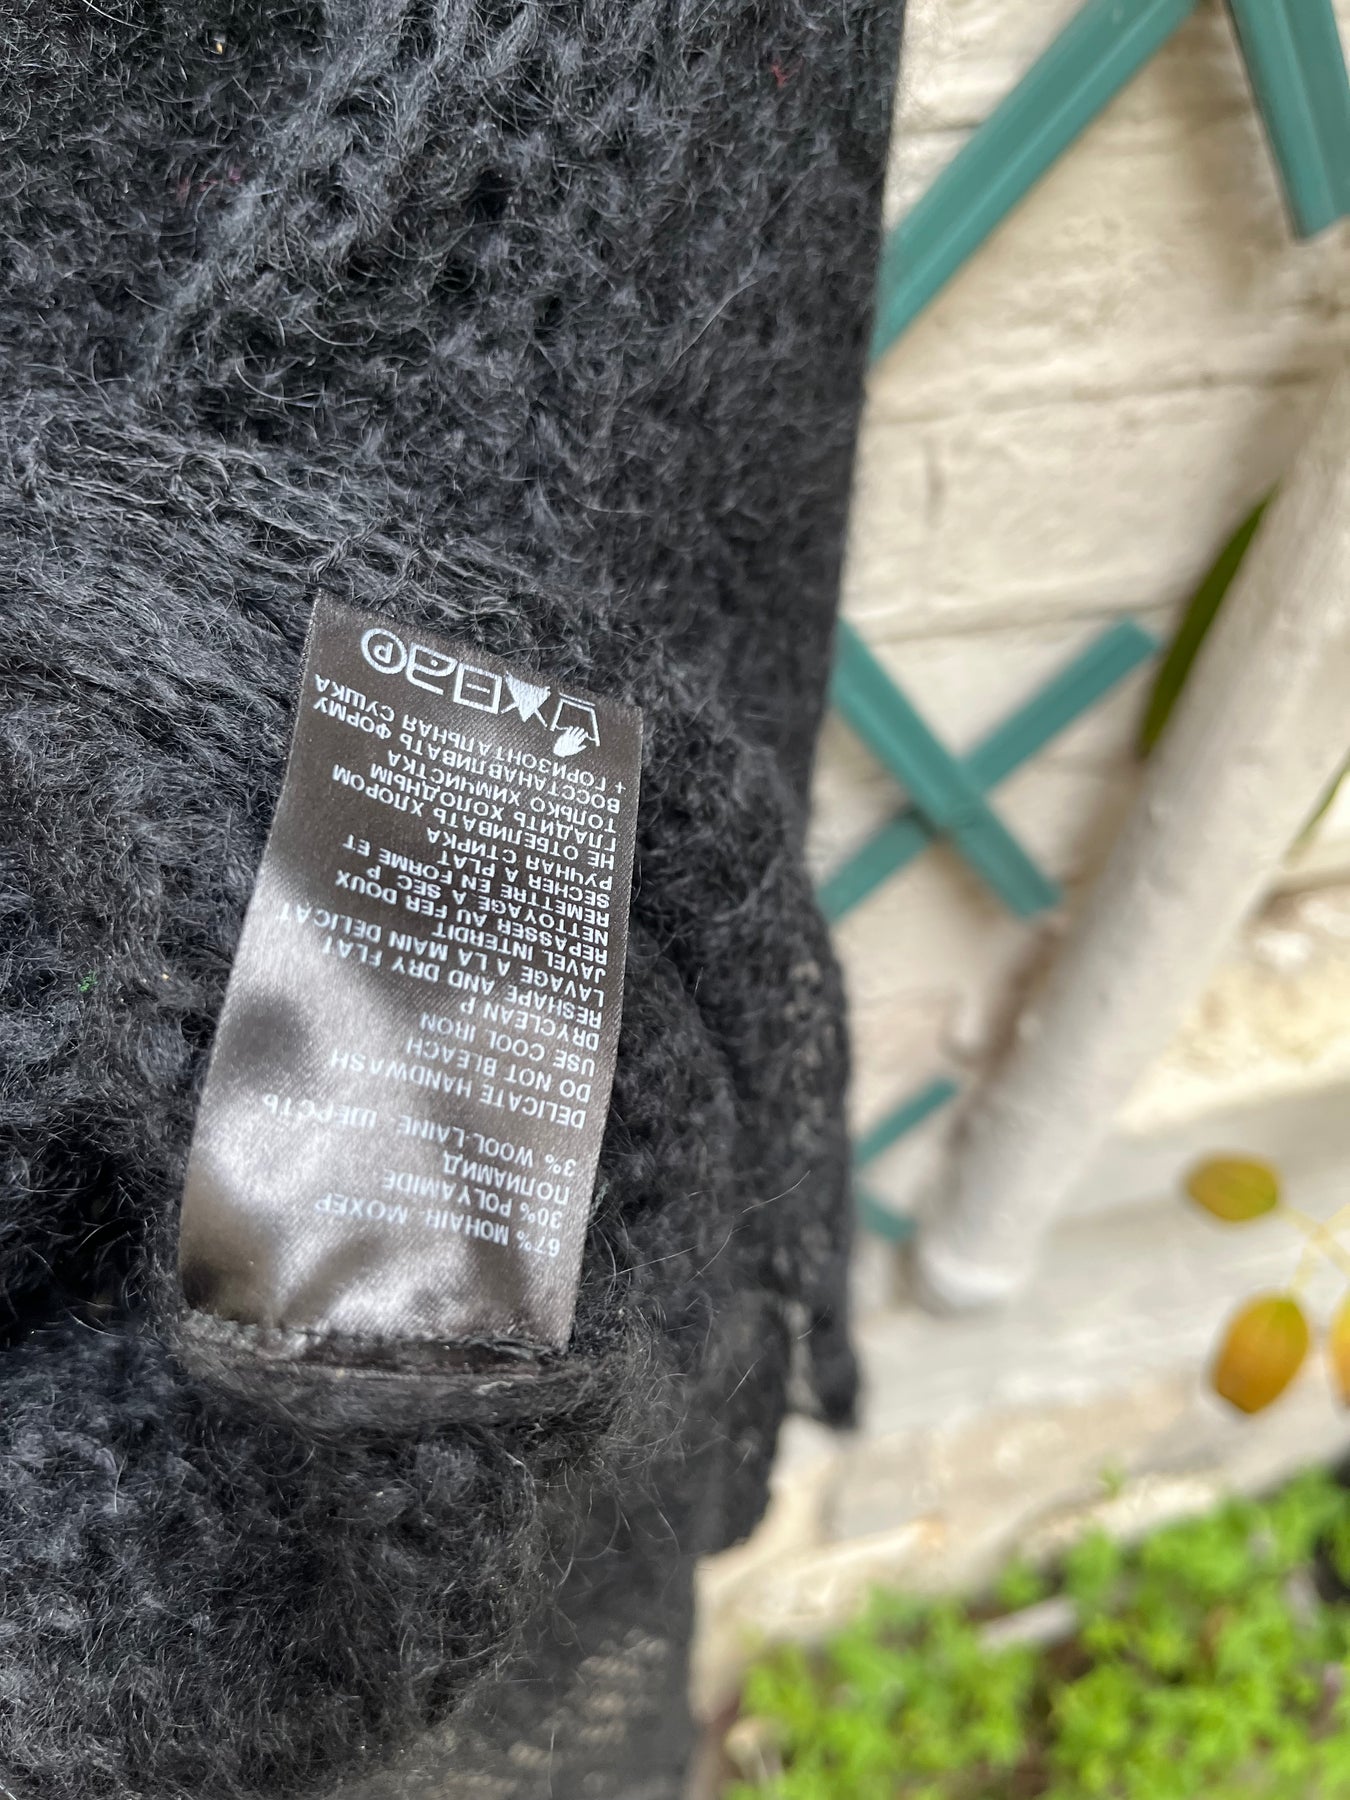 67% MOHAIR- МОХЕР
30% POLYAMIDE
ПОЛИАМИД
3% WOOL-LAINE ШЕРСТЬ
DELICATE HANDWASH
DO NOT BLEACH
USE COOL IRON
DRYCLEAN P
RESHAPE AND DRY FLAT
LAVAGE A LA MAIN DELICAT
JAVEL INTERDIT
REPASSER AU FER DOUX
NETTOYAGE A SEC P
REMETTRE EN FORME ET
SECHER A PLAT
РУЧНАЯ СТИРКА
НЕ ОТБЕЛИВАТЬ ХЛОРОМ
ГЛАДИТЬ ХОЛОДНЫМ
ТОЛЬКО ХИМЧИСТКА
ВОССТАНАВЛИВАТЬ ФОРМУ
+ ГОРИЗОНТАЛЬНАЯ СУШКА
P